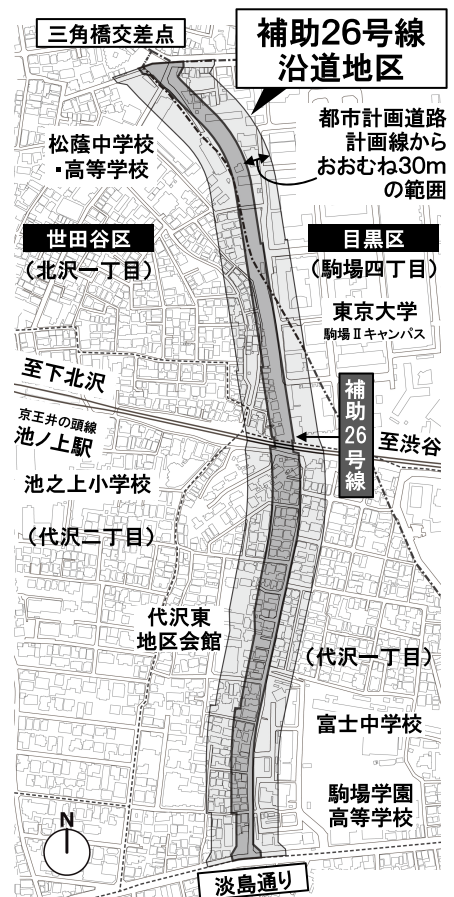 三角橋交差点
補助26号線
沿道地区
都市計画道路
計画線から
おおむね30m
の範囲
松蔭中学校
・高等学校
世田谷区
(北沢一丁目)
目黒区
(駒場四丁目)
東京大学
駒場Ⅱキャンパス
至下北沢
京王井の頭線
池ノ上駅
補助26号線
至渋谷
池之上小学校
(代沢二丁目)
代沢東
地区会館
(代沢一丁目)
富士中学校
駒場学園
高等学校
N
淡島通り